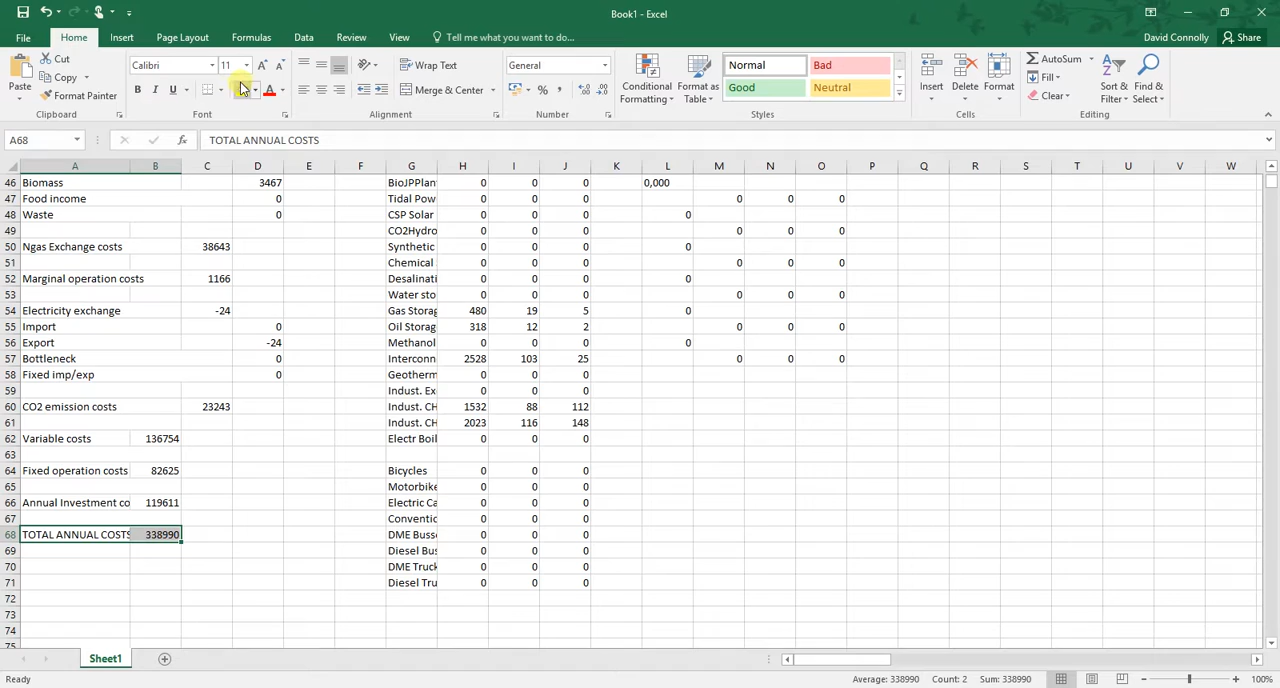 Book1 - Excel
File Home Insert Page Layout Formulas Data Review View Tell me what you want to do... David Connolly Share
Cut
Copy
Format Painter
Paste
Clipboard
Calibri 11
B I U
Font
Wrap Text
Merge & Center
Alignment
General
%
Number
Conditional Formatting
Format as Table
Normal Bad
Good Neutral
Styles
Insert Delete Format
Cells
AutoSum
Fill
Clear
Sort & Filter
Find & Select
Editing
A68 fx TOTAL ANNUAL COSTS
A B C D E F G H I J K L M N O P Q R S T U V W
46 Biomass 3467 BioJPPlant 0 0 0 0,000
47 Food income 0 Tidal Pow 0 0 0 0 0 0
48 Waste 0 CSP Solar 0 0 0 0
49 CO2Hydro 0 0 0 0 0 0
50 Ngas Exchange costs 38643 Synthetic 0 0 0 0
51 Chemical 0 0 0 0 0 0
52 Marginal operation costs 1166 Desalinati 0 0 0 0
53 Water sto 0 0 0 0 0 0
54 Electricity exchange -24 Gas Storag 480 19 5 0
55 Import 0 Oil Storag 318 12 2 0 0 0
56 Export -24 Methanol 0 0 0 0
57 Bottleneck 0 Interconn 2528 103 25 0 0 0
58 Fixed imp/exp 0 Geotherm 0 0 0
59 Indust. Ex 0 0 0
60 CO2 emission costs 23243 Indust. CH 1532 88 112
61 Indust. CH 2023 116 148
62 Variable costs 136754 Electr Boil 0 0 0
63
64 Fixed operation costs 82625 Bicycles 0 0 0
65 Motorbike 0 0 0
66 Annual Investment co 119611 Electric Ca 0 0 0
67 Conventio 0 0 0
68 TOTAL ANNUAL COSTS 338990 DME Busse 0 0 0
69 Diesel Bus 0 0 0
70 DME Truck 0 0 0
71 Diesel Tru 0 0 0
72
73
74
75
Sheet1
Ready Average: 338990 Count: 2 Sum: 338990 100%